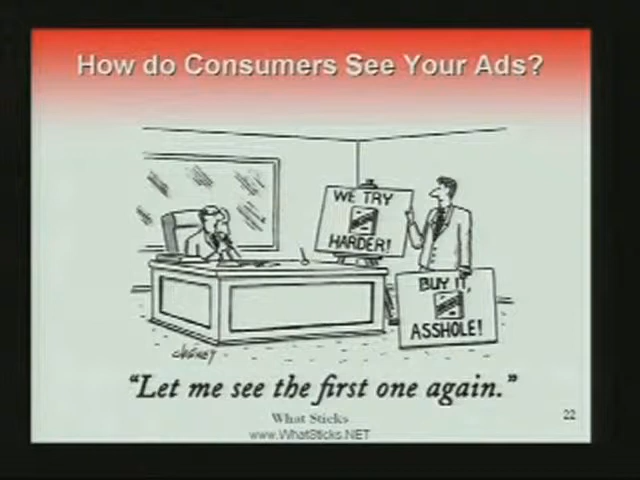 How do Consumers See Your Ads?
WE TRY
HARDER!
BUY IT,
ASSHOLE!
"Let me see the first one again."
What Sticks
www.WhatSticks.NET
22